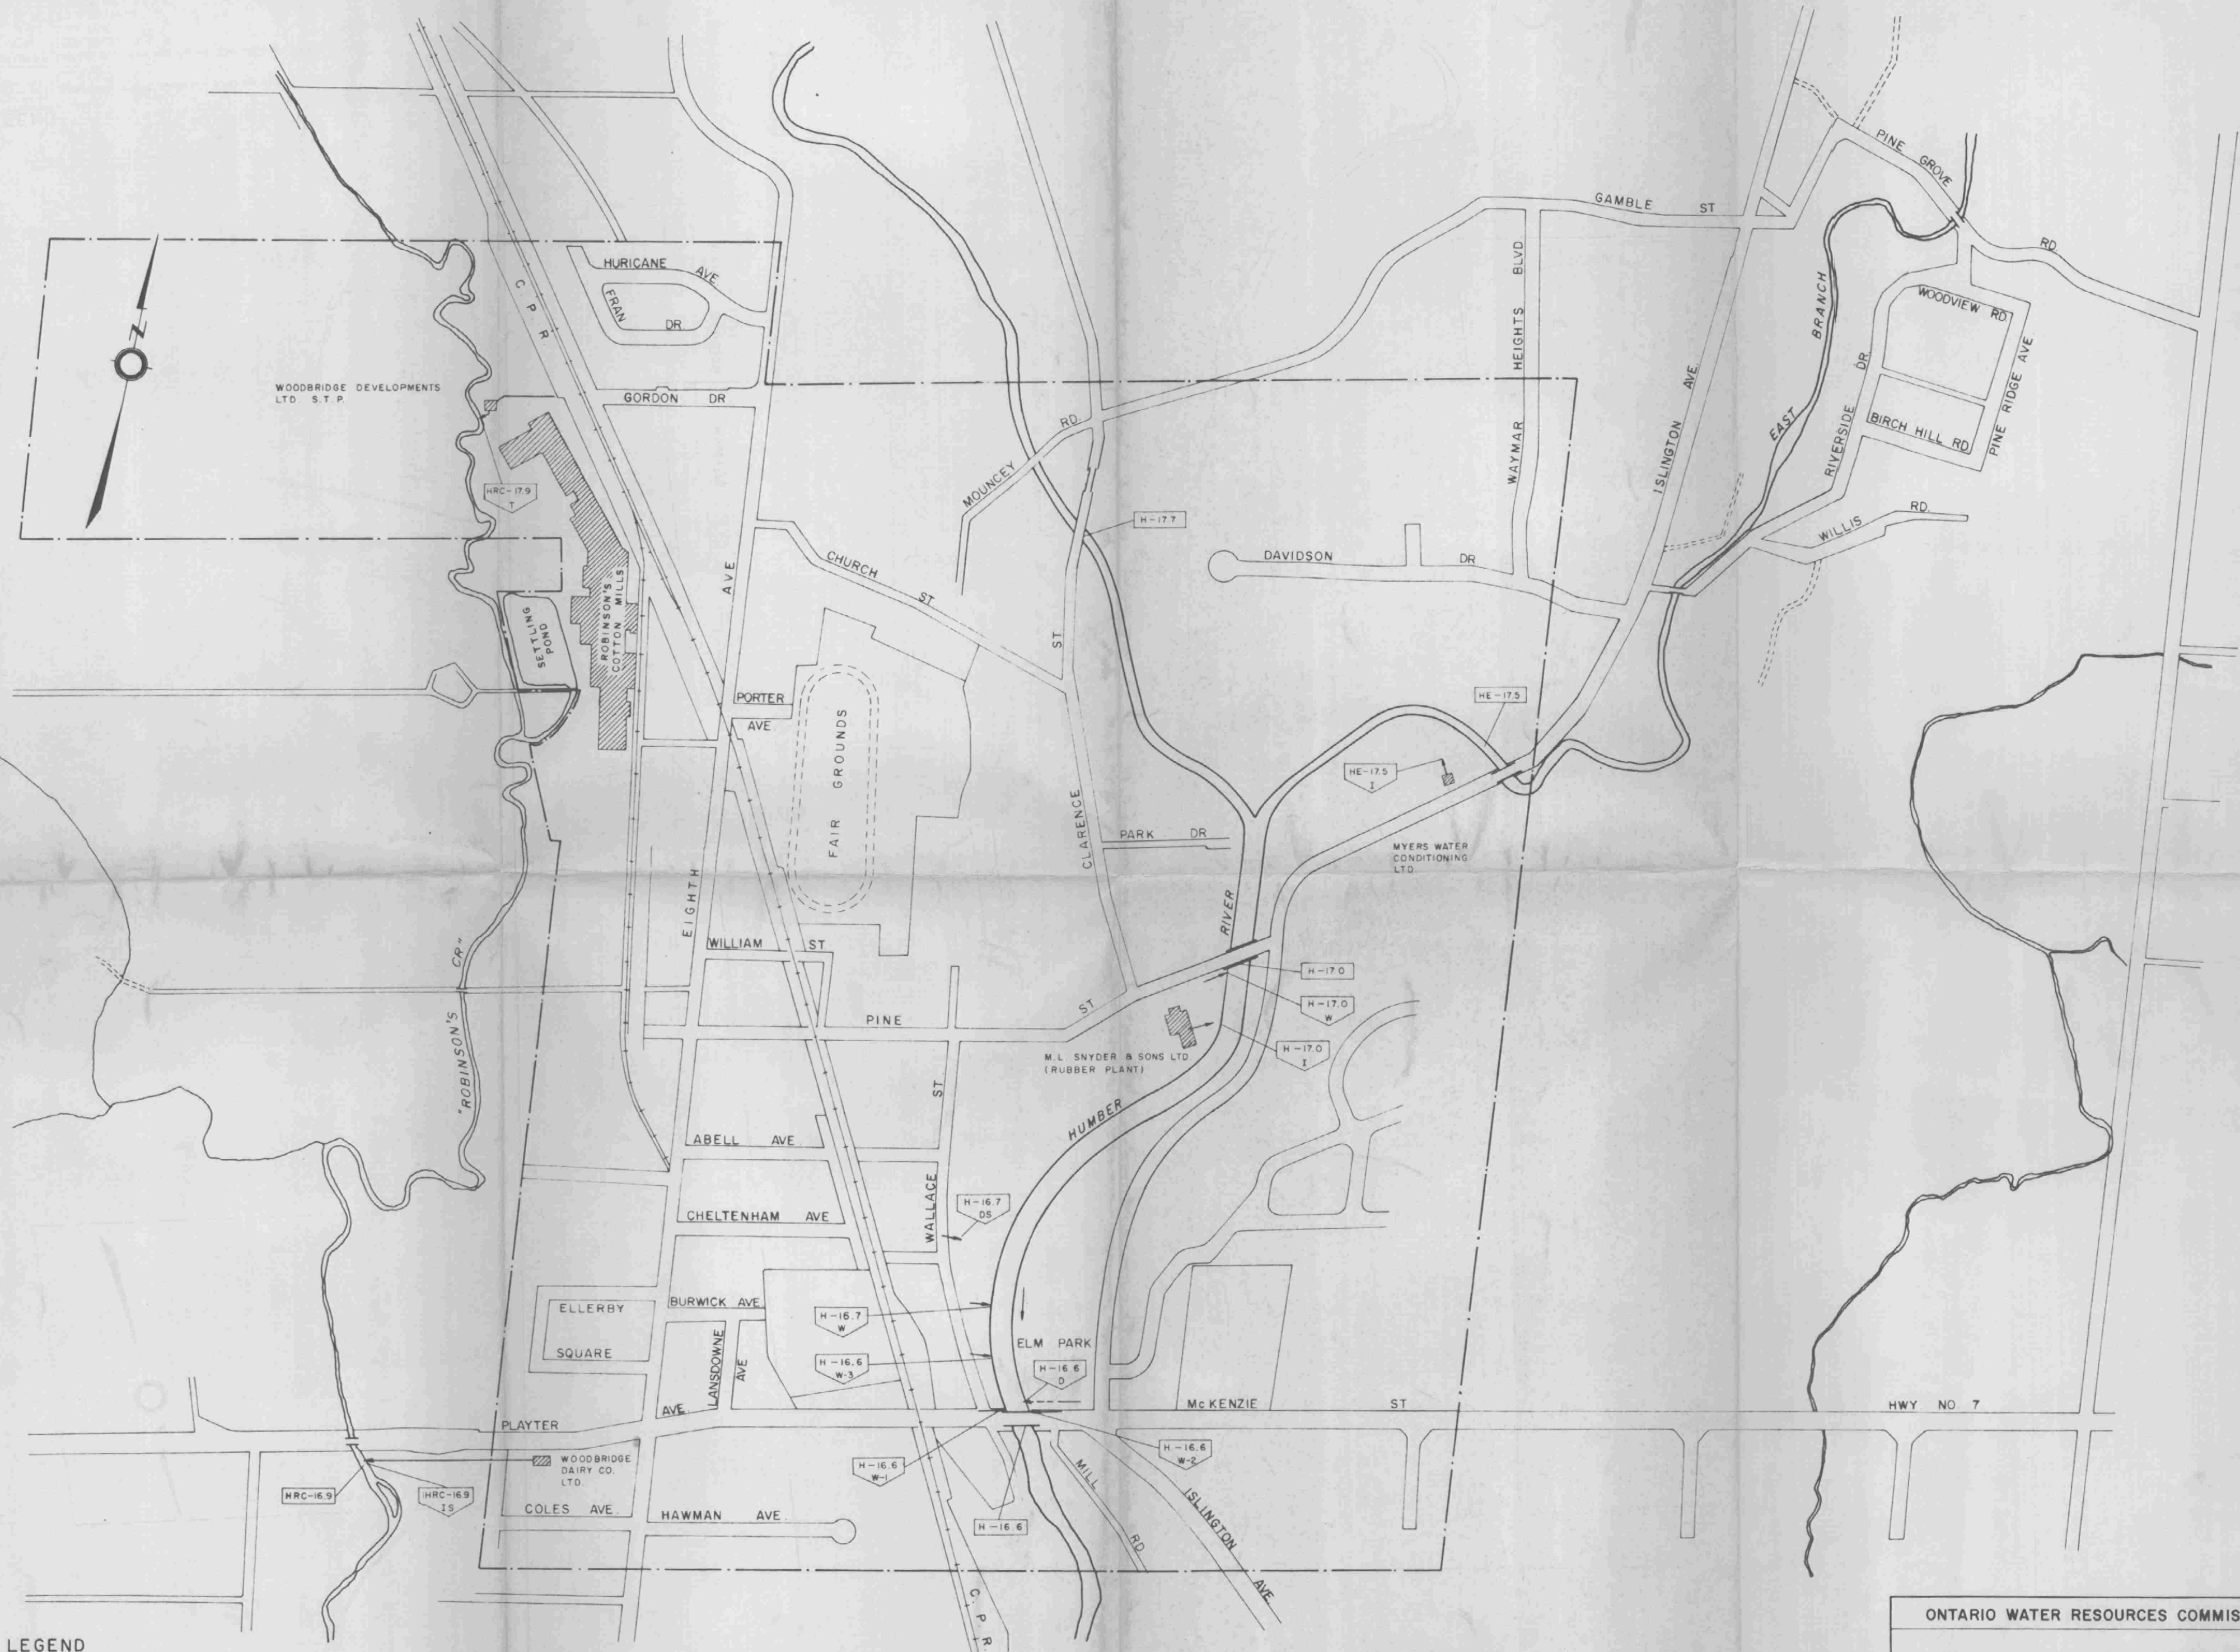 PINE GROVE RD
GAMBLE ST
HURICANE AVE
FRAN DR
C P R
WAYMAR HEIGHTS BLVD
BRANCH
EAST
WOODVIEW RD
N
WOODBRIDGE DEVELOPMENTS
LTD S.T.P.
GORDON DR
ISLINGTON AVE
RIVERSIDE DR
BIRCH HILL RD
PINE RIDGE AVE
MOUNCEY RD.
HRC-17.9
T
H-17.7
WILLIS RD.
CHURCH ST
DAVIDSON DR
ROBINSON'S
COTTON MILLS
SETTLING
POND
EIGHTH AVE
PORTER
AVE
FAIR GROUNDS
CLARENCE ST
HE-17.5
HE-17.5
I
PARK DR
MYERS WATER
CONDITIONING
LTD
RIVER
WILLIAM ST
H-17.0
H-17.0
W
"ROBINSON'S CR"
PINE ST
H-17.0
I
M.L. SNYDER & SONS LTD
(RUBBER PLANT)
HUMBER
ABELL AVE
WALLACE ST
CHELTENHAM AVE
H-16.7
DS
ELLERBY
SQUARE
BURWICK AVE
LANSDOWNE AVE
H-16.7
W
H-16.6
W-3
ELM PARK
H-16.6
D
PLAYTER AVE
McKENZIE ST
HWY NO 7
WOODBRIDGE
DAIRY CO.
LTD
H-16.6
W-1
H-16.6
W-2
HRC-16.9
HRC-16.9
IS
COLES AVE.
HAWMAN AVE.
H-16.6
MILL RD
ISLINGTON AVE
C. P. R.
ONTARIO WATER RESOURCES COMMIS
LEGEND